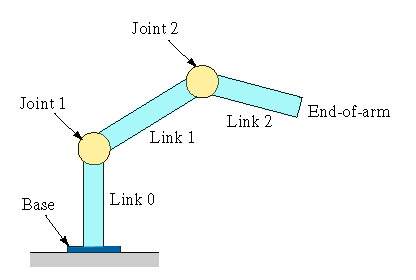 Joint 2
Joint 1
Link 1
Link 2
End-of-arm
Link 0
Base